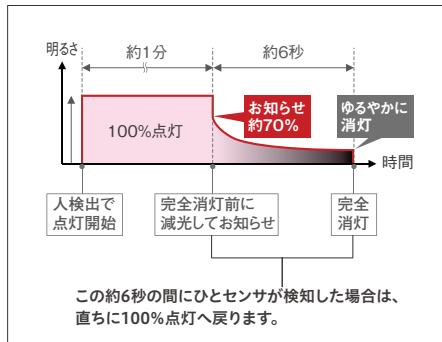 明るさ
約1分
約6秒
お知らせ
約70%
ゆるやかに
消灯
100%点灯
時間
人検出で
点灯開始
完全消灯前に
減光してお知らせ
完全
消灯
この約6秒の間にひとセンサが検知した場合は、
直ちに100%点灯へ戻ります。